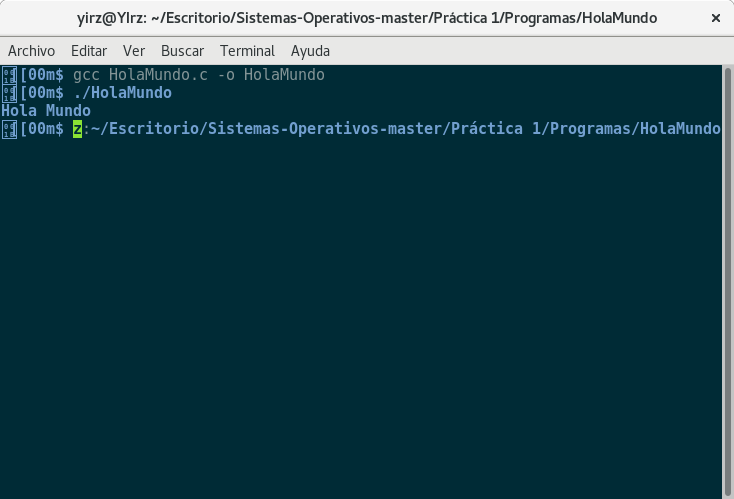 yirz@YIrz: ~/Escritorio/Sistemas-Operativos-master/Práctica 1/Programas/HolaMundo ×
Archivo Editar Ver Buscar Terminal Ayuda
[[00m$ gcc HolaMundo.c -o HolaMundo
[[00m$ ./HolaMundo
Hola Mundo
[[00m$ z:~/Escritorio/Sistemas-Operativos-master/Práctica 1/Programas/HolaMundo